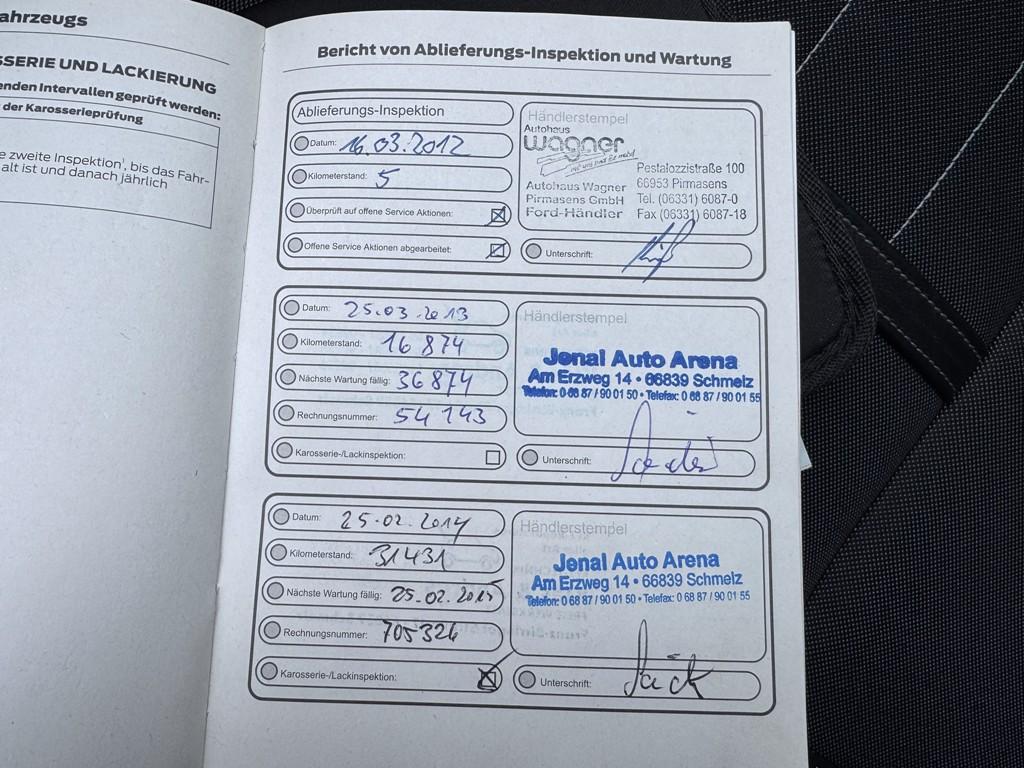 ahrzeugs
SSERIE UND LACKIERUNG
enden Intervallen geprüft werden:
der Karosserieprüfung
e zweite Inspektion¹, bis das Fahr-
alt ist und danach jährlich
Bericht von Ablieferungs-Inspektion und Wartung
Ablieferungs-Inspektion
Datum: 16.03.2012
Kilometerstand: 5
Überprüft auf offene Service Aktionen:
Offene Service Aktionen abgearbeitet:
Händlerstempel
Autohaus
wagner
Pestalozzistraße 100
Autohaus Wagner 66953 Pirmasens
Pirmasens GmbH Tel. (06331) 6087-0
Ford-Händler Fax (06331) 6087-18
Unterschrift:
Datum: 25.03.2013
Kilometerstand: 16 874
Nächste Wartung fällig: 36874
Rechnungsnummer: 54 143
Karosserie-/Lackinspektion:
Händlerstempel
Jenal Auto Arena
Am Erzweg 14 • 66839 Schmelz
Telefon: 0 68 87 / 90 01 50 • Telefax: 0 68 87 / 90 01 55
Unterschrift:
Datum: 25.02.2014
Kilometerstand: 31431
Nächste Wartung fällig: 25.02.2015
Rechnungsnummer: 705326
Karosserie-/Lackinspektion:
Händlerstempel
Jenal Auto Arena
Am Erzweg 14 • 66839 Schmelz
Telefon: 0 68 87 / 90 01 50 • Telefax: 0 68 87 / 90 01 55
Unterschrift: